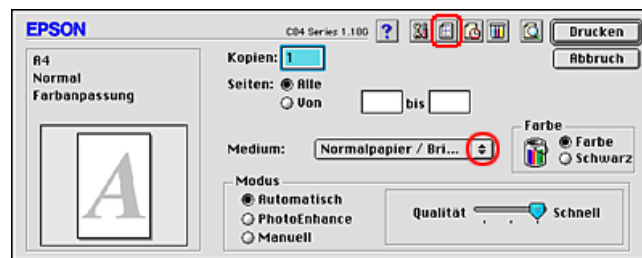 EPSON
C84 Series 1.100
?
Drucken
A4
Normal
Farbanpassung
A
Kopien: 1
Abbruch
Seiten: Alle
Von bis
Medium: Normalpapier / Bri...
Farbe
Farbe
Schwarz
Modus
Automatisch
PhotoEnhance
Manuell
Qualität Schnell